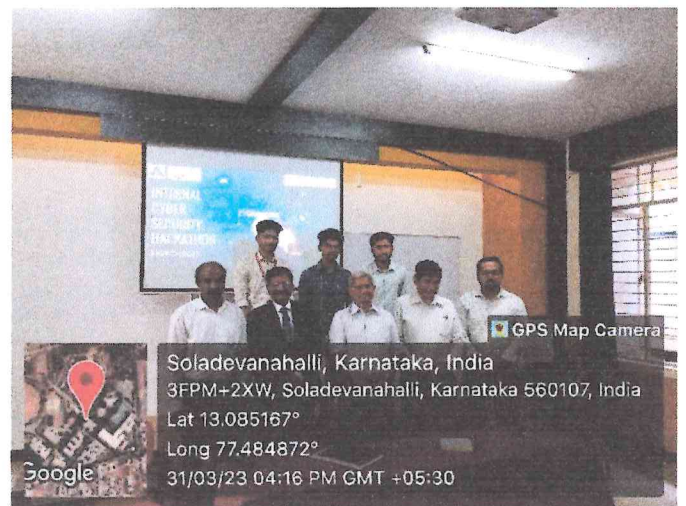 INTERNAL
CYBER
SECURITY
HACKATHON
GPS Map Camera
Soladevanahalli, Karnataka, India
3FPM+2XW, Soladevanahalli, Karnataka 560107, India
Lat 13.085167°
Long 77.484872°
31/03/23 04:16 PM GMT +05:30
Google